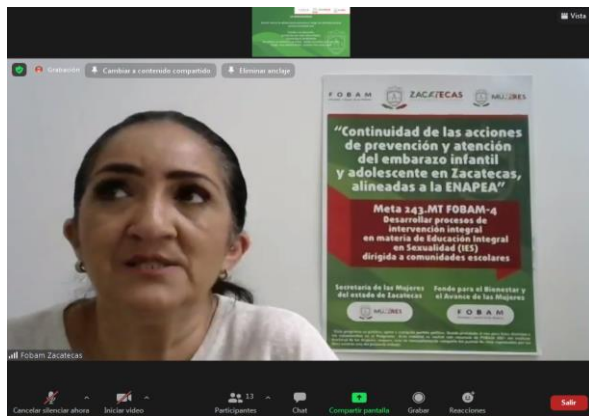 Vista
Grabación
Cambiar a contenido compartido
Eliminar anclaje
FOBAM
ZACATECAS
MUJERES
“Continuidad de las acciones
de prevención y atención
del embarazo infantil
y adolescente en Zacatecas,
alineadas a la ENAPEA”
Meta 243.MT FOBAM-4
Desarrollar procesos de
intervención integral
en materia de Educación Integral
en Sexualidad (IES)
dirigida a comunidades escolares
Secretaría de las Mujeres
del estado de Zacatecas
Fondo para el Bienestar y
el Avance de las Mujeres
MUJERES
FOBAM
Fobam Zacatecas
Cancelar silenciar ahora
Iniciar video
13
Participantes
Chat
Compartir pantalla
Grabar
Reacciones
Salir